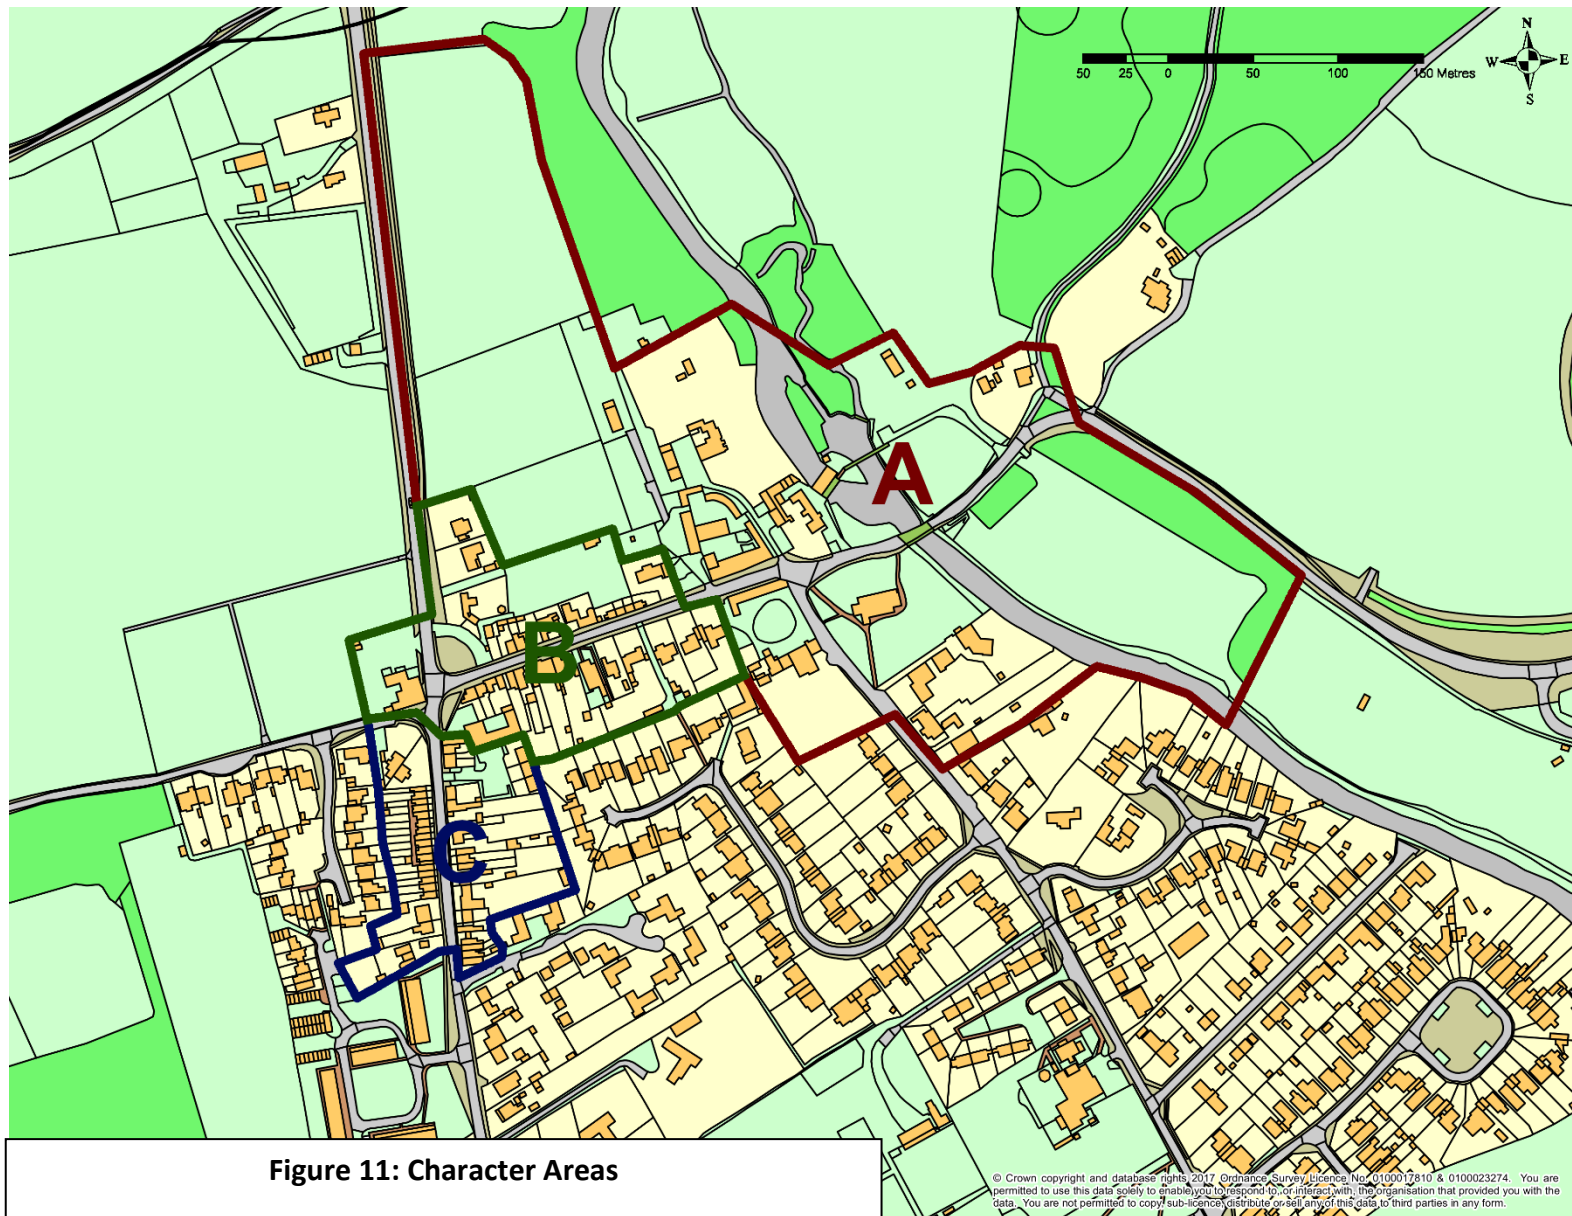 N
W E
S
50 25 0 50 100 150 Metres
A
B
C
Figure 11: Character Areas
© Crown copyright and database rights 2017 Ordnance Survey Licence No. 0100017810 & 0100023274. You are
permitted to use this data solely to enable you to respond to, or interact with, the organisation that provided you with the
data. You are not permitted to copy, sub-licence, distribute or sell any of this data to third parties in any form.